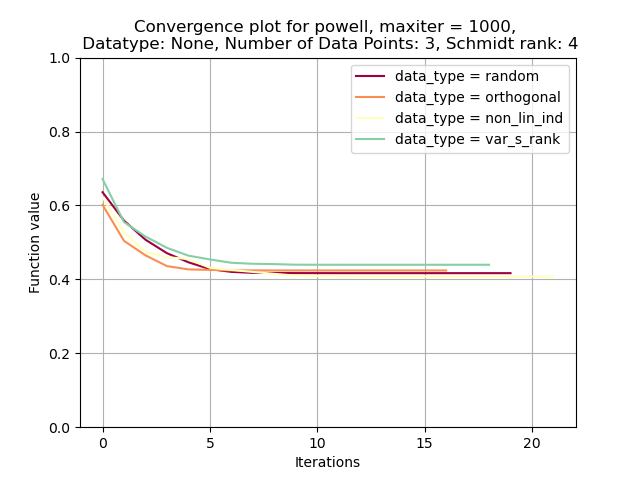 Convergence plot for powell, maxiter = 1000,
Datatype: None, Number of Data Points: 3, Schmidt rank: 4
1.0
0.8
0.6
0.4
0.2
0.0
Function value
data_type = random
data_type = orthogonal
data_type = non_lin_ind
data_type = var_s_rank
0 5 10 15 20
Iterations